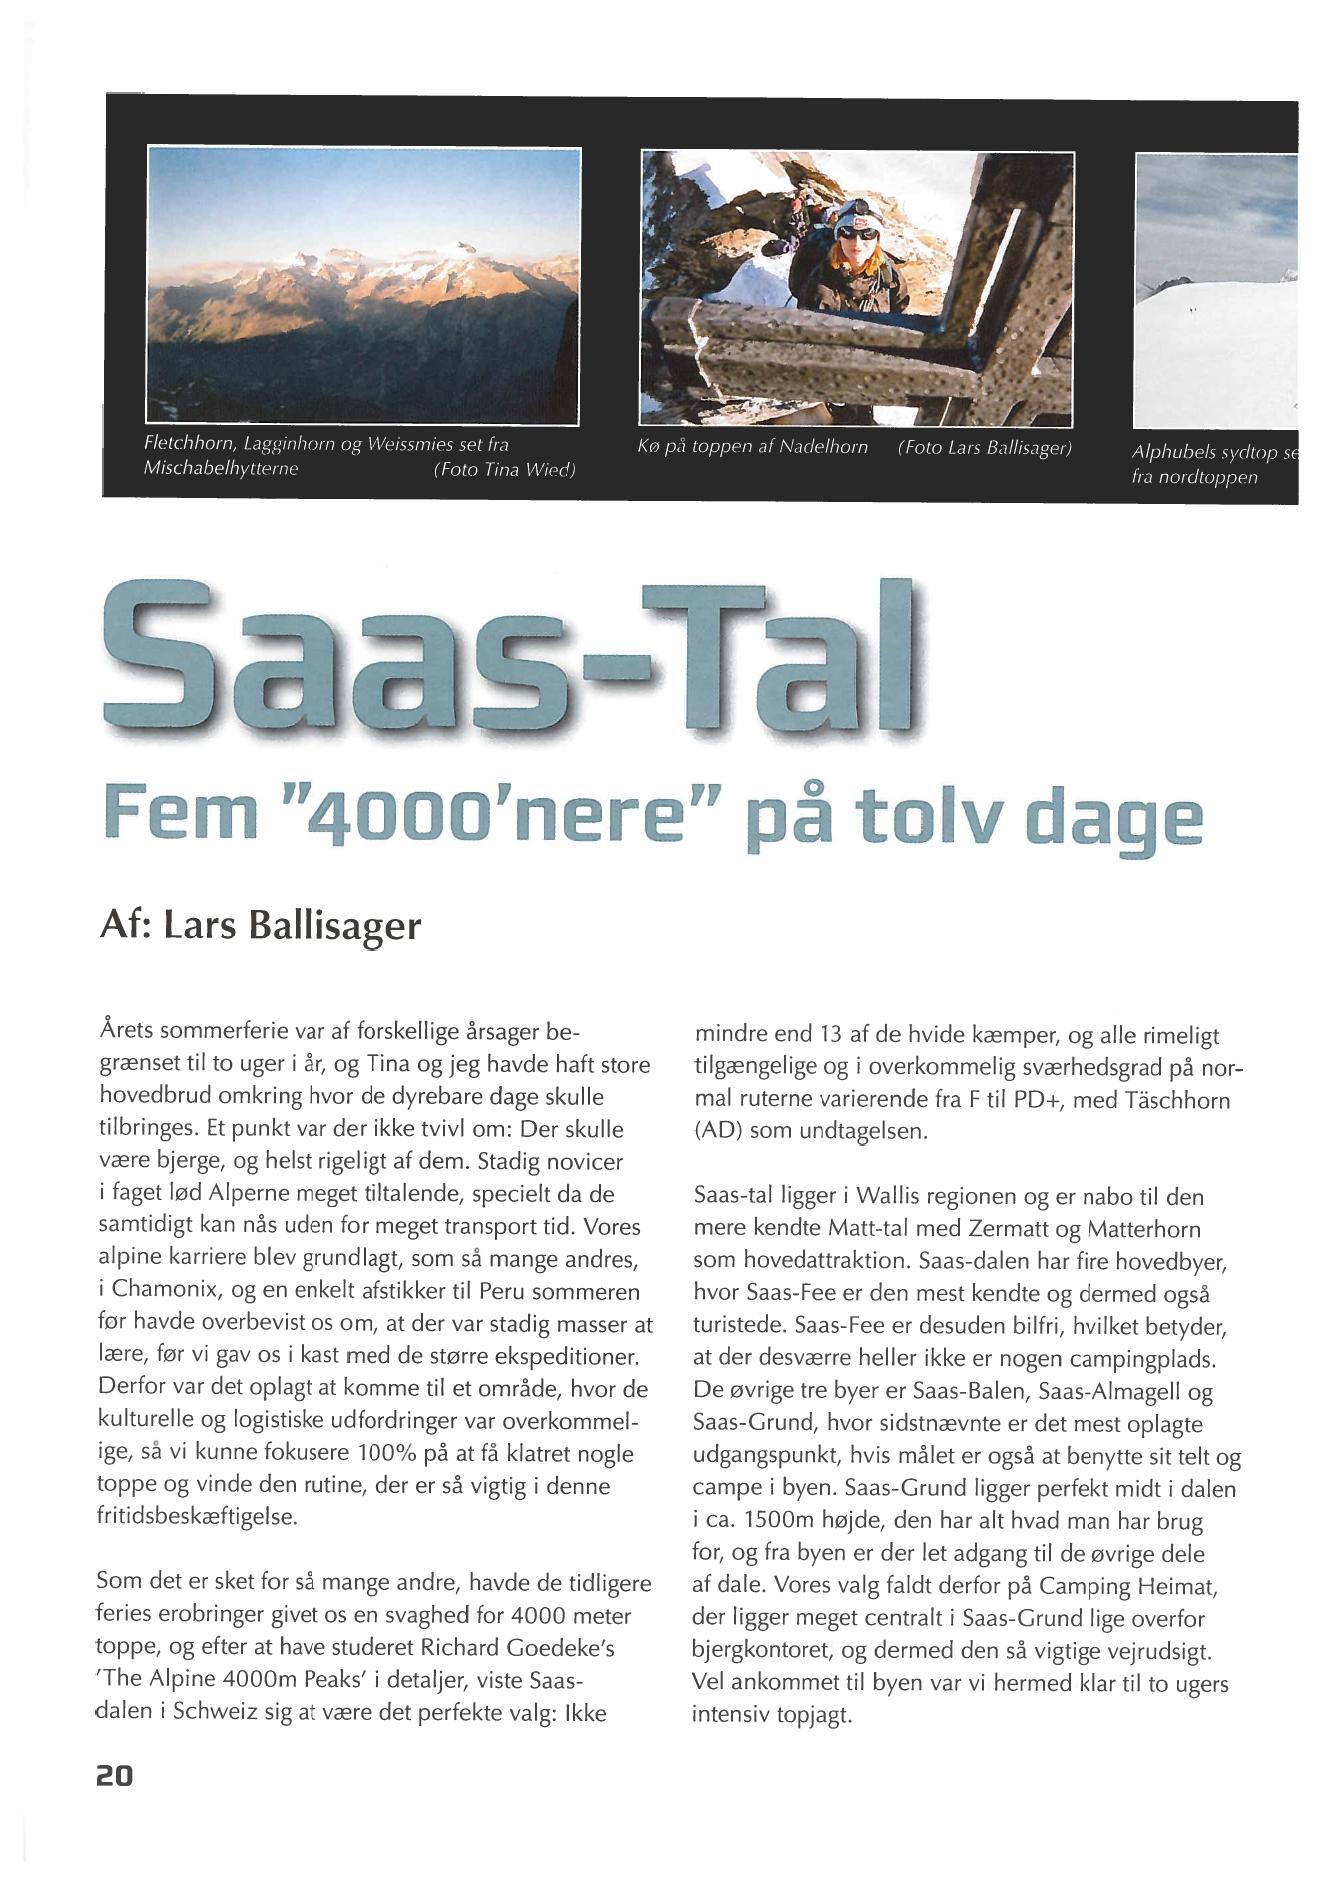 Fletchhorn, Lagginhorn og Weissmies set fra
Mischabelhytterne (Foto Tina Wied)
Kø på toppen af Nadelhorn (Foto Lars Ballisager)
Alphubels sydtop se
fra nordtoppen
Saas-Tal
Fem "4000'nere" på tolv dage
Af: Lars Ballisager
Årets sommerferie var af forskellige årsager be-
grænset til to uger i år, og Tina og jeg havde haft store
hovedbrud omkring hvor de dyrebare dage skulle
tilbringes. Et punkt var der ikke tvivl om: Der skulle
være bjerge, og helst rigeligt af dem. Stadig novicer
i faget lød Alperne meget tiltalende, specielt da de
samtidigt kan nås uden for meget transport tid. Vores
alpine karriere blev grundlagt, som så mange andres,
i Chamonix, og en enkelt afstikker til Peru sommeren
før havde overbevist os om, at der var stadig masser at
lære, før vi gav os i kast med de større ekspeditioner.
Derfor var det oplagt at komme til et område, hvor de
kulturelle og logistiske udfordringer var overkommel-
ige, så vi kunne fokusere 100% på at få klatret nogle
toppe og vinde den rutine, der er så vigtig i denne
fritidsbeskæftigelse.
Som det er sket for så mange andre, havde de tidligere
feries erobringer givet os en svaghed for 4000 meter
toppe, og efter at have studeret Richard Goedeke's
'The Alpine 4000m Peaks' i detaljer, viste Saas-
dalen i Schweiz sig at være det perfekte valg: Ikke
mindre end 13 af de hvide kæmper, og alle rimeligt
tilgængelige og i overkommelig sværhedsgrad på nor-
mal ruterne varierende fra F til PD+, med Täschhorn
(AD) som undtagelsen.
Saas-tal ligger i Wallis regionen og er nabo til den
mere kendte Matt-tal med Zermatt og Matterhorn
som hovedattraktion. Saas-dalen har fire hovedbyer,
hvor Saas-Fee er den mest kendte og dermed også
turistede. Saas-Fee er desuden bilfri, hvilket betyder,
at der desværre heller ikke er nogen campingplads.
De øvrige tre byer er Saas-Balen, Saas-Almagell og
Saas-Grund, hvor sidstnævnte er det mest oplagte
udgangspunkt, hvis målet er også at benytte sit telt og
campe i byen. Saas-Grund ligger perfekt midt i dalen
i ca. 1500m højde, den har alt hvad man har brug
for, og fra byen er der let adgang til de øvrige dele
af dale. Vores valg faldt derfor på Camping Heimat,
der ligger meget centralt i Saas-Grund lige overfor
bjergkontoret, og dermed den så vigtige vejrudsigt.
Vel ankommet til byen var vi hermed klar til to ugers
intensiv topjagt.
20